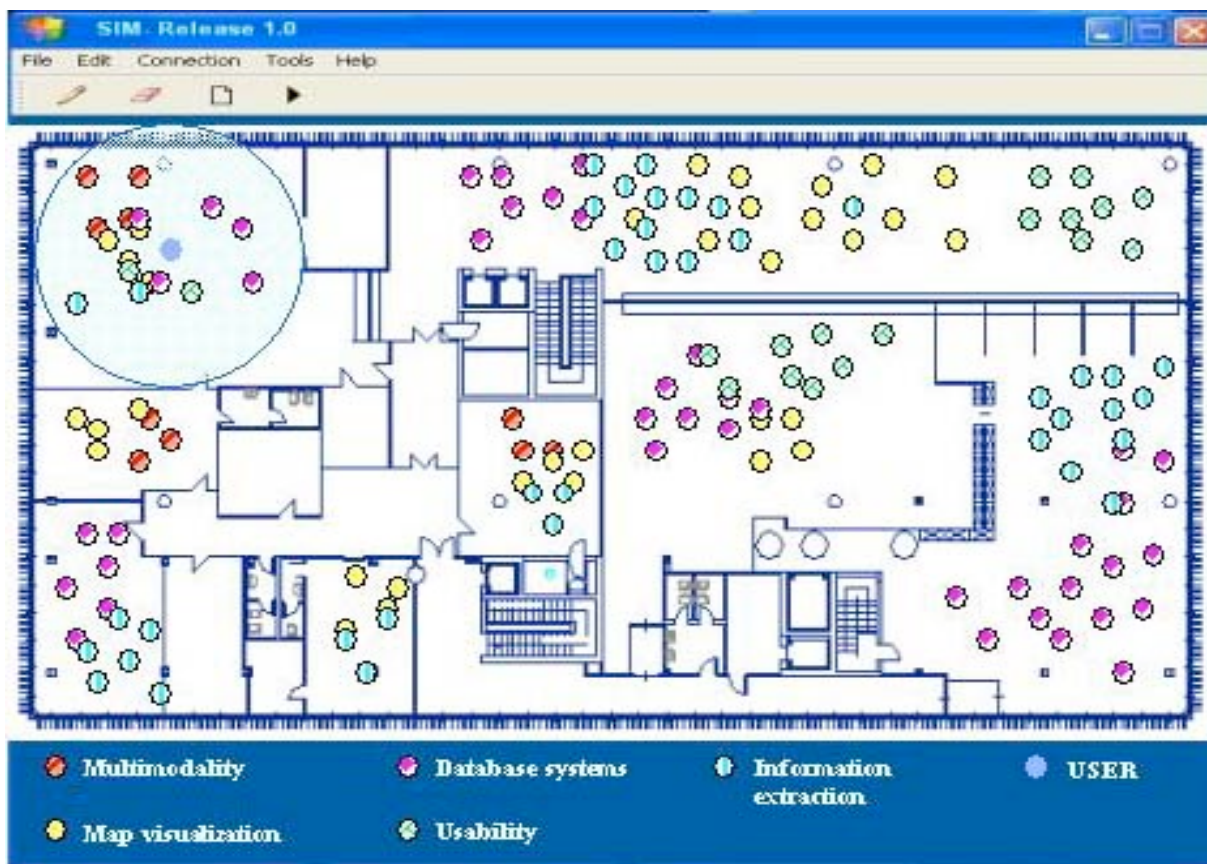 SIM- Release 1.0
File Edit Connection Tools Help
Multimodality
Database systems
Information
extraction
USER
Map visualization
Usability